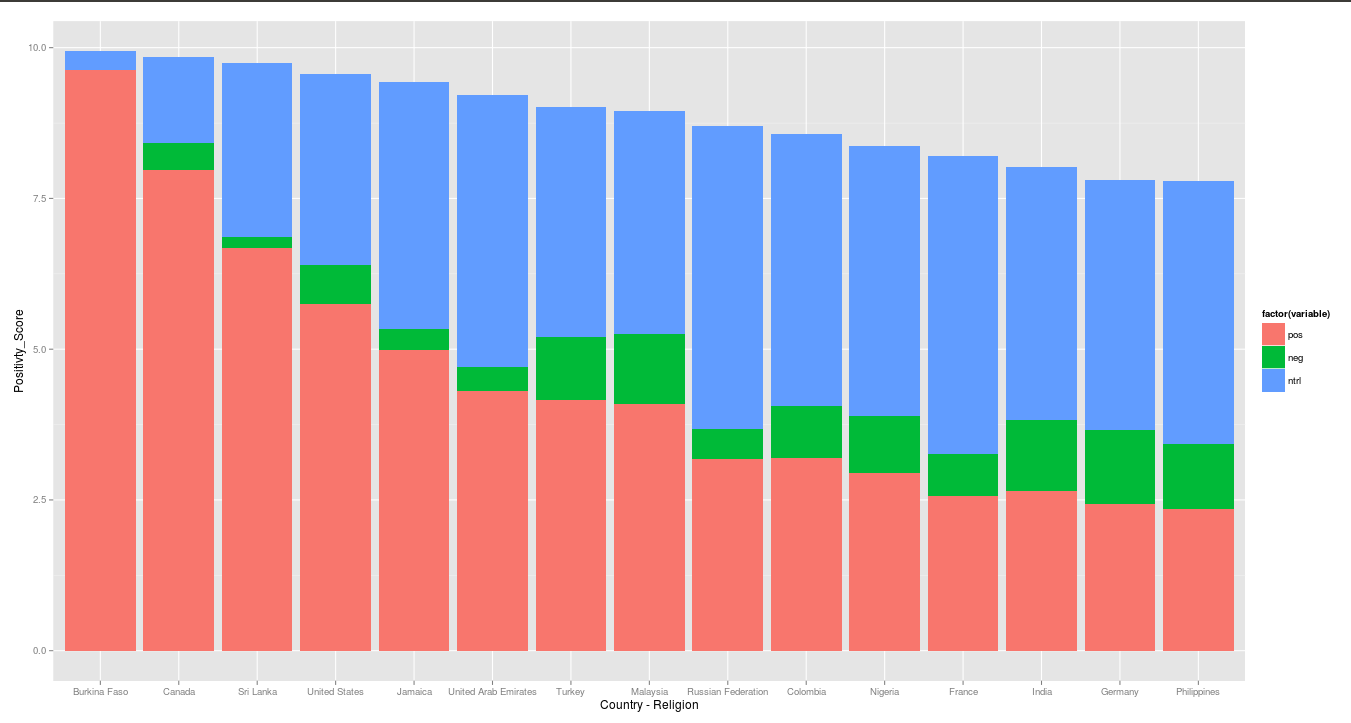 10.0
7.5
5.0
2.5
0.0
Positivty_Score
Burkina Faso Canada Sri Lanka United States Jamaica United Arab Emirates Turkey Malaysia Russian Federation Colombia Nigeria France India Germany Philippines
Country - Religion
factor(variable)
pos
neg
ntrl